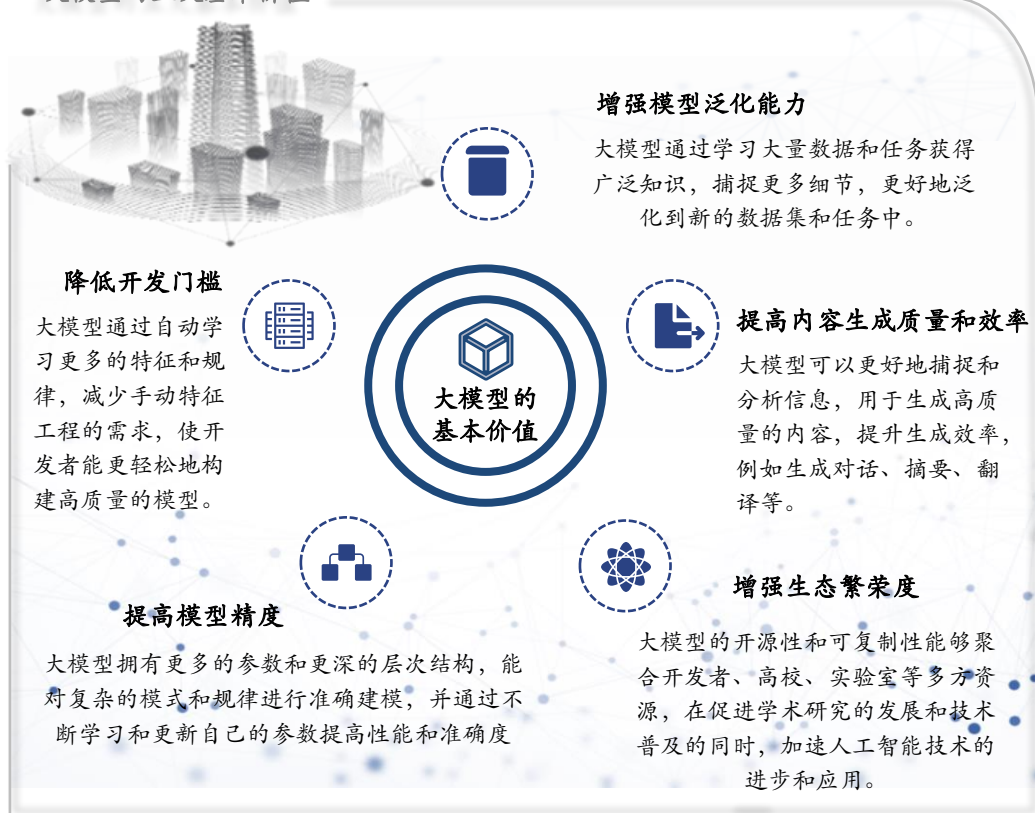 增强模型泛化能力
大模型通过学习大量数据和任务获得
广泛知识，捕捉更多细节，更好地泛
化到新的数据集和任务中。
降低开发门槛
大模型通过自动学
习更多的特征和规
律，减少手动特征
工程的需求，使开
发者能更轻松地构
建高质量的模型。
大模型的
基本价值
提高内容生成质量和效率
大模型可以更好地捕捉和
分析信息，用于生成高质
量的内容，提升生成效率，
例如生成对话、摘要、翻
译等。
提高模型精度
大模型拥有更多的参数和更深的层次结构，能
对复杂的模式和规律进行准确建模，并通过不
断学习和更新自己的参数提高性能和准确度
增强生态繁荣度
大模型的开源性和可复制性能够聚
合开发者、高校、实验室等多方资
源，在促进学术研究的发展和技术
普及的同时，加速人工智能技术的
进步和应用。